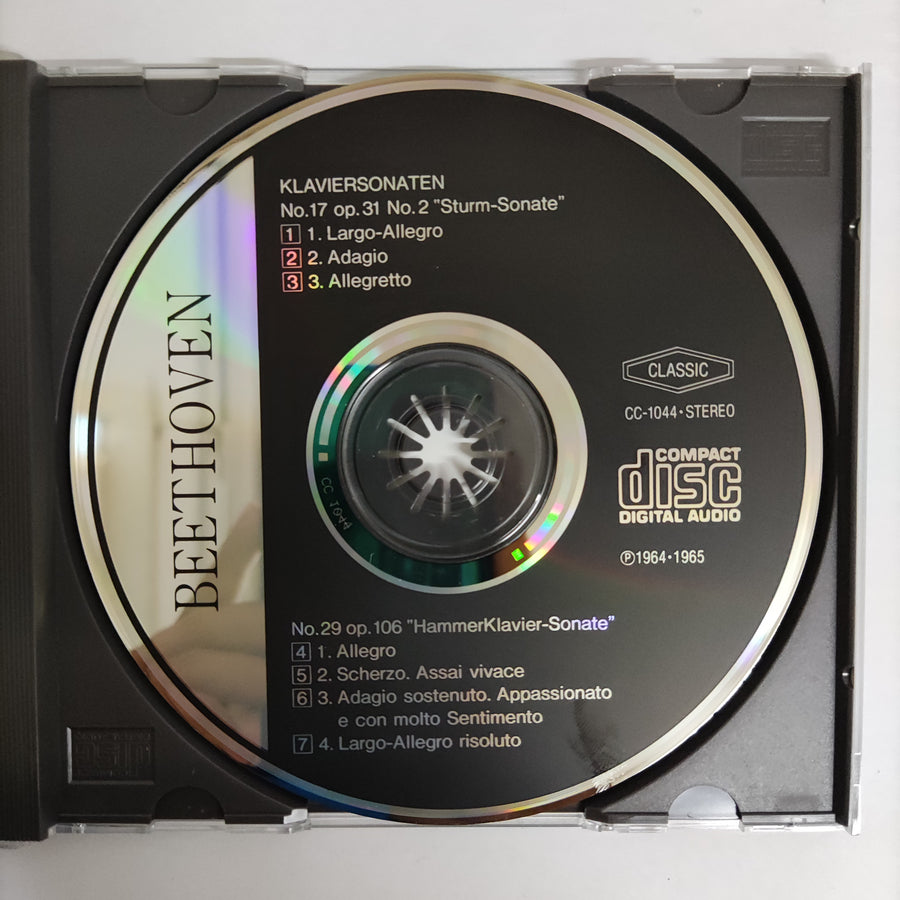 BEETHOVEN
KLAVIERSONATEN
No.17 op.31 No.2 "Sturm-Sonate"
1 1. Largo-Allegro
2 2. Adagio
3 3. Allegretto
CLASSIC
CC-1044・STEREO
COMPACT
disc
DIGITAL AUDIO
℗1964・1965
CC 1044
No.29 op.106 "HammerKlavier-Sonate"
4 1. Allegro
5 2. Scherzo. Assai vivace
6 3. Adagio sostenuto. Appassionato
e con molto Sentimento
7 4. Largo-Allegro risoluto